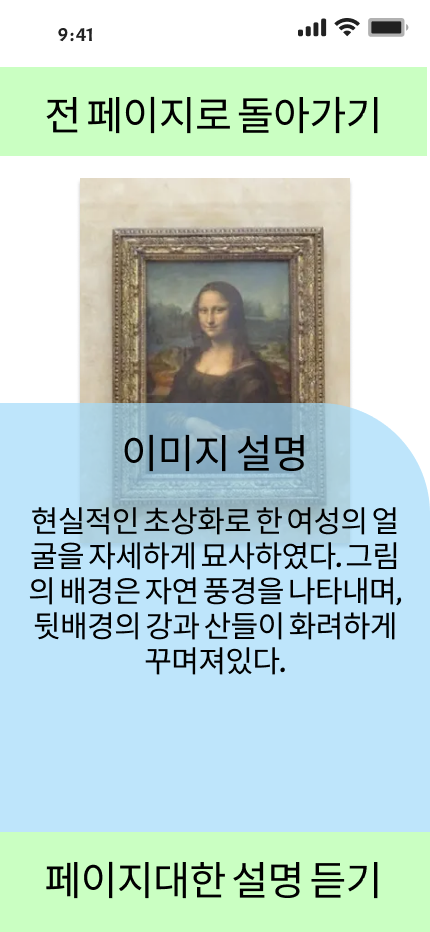 9:41
전 페이지로 돌아가기
이미지 설명
현실적인 초상화로 한 여성의 얼
굴을 자세하게 묘사하였다. 그림
의 배경은 자연 풍경을 나타내며,
뒷배경의 강과 산들이 화려하게
꾸며져있다.
페이지대한 설명 듣기